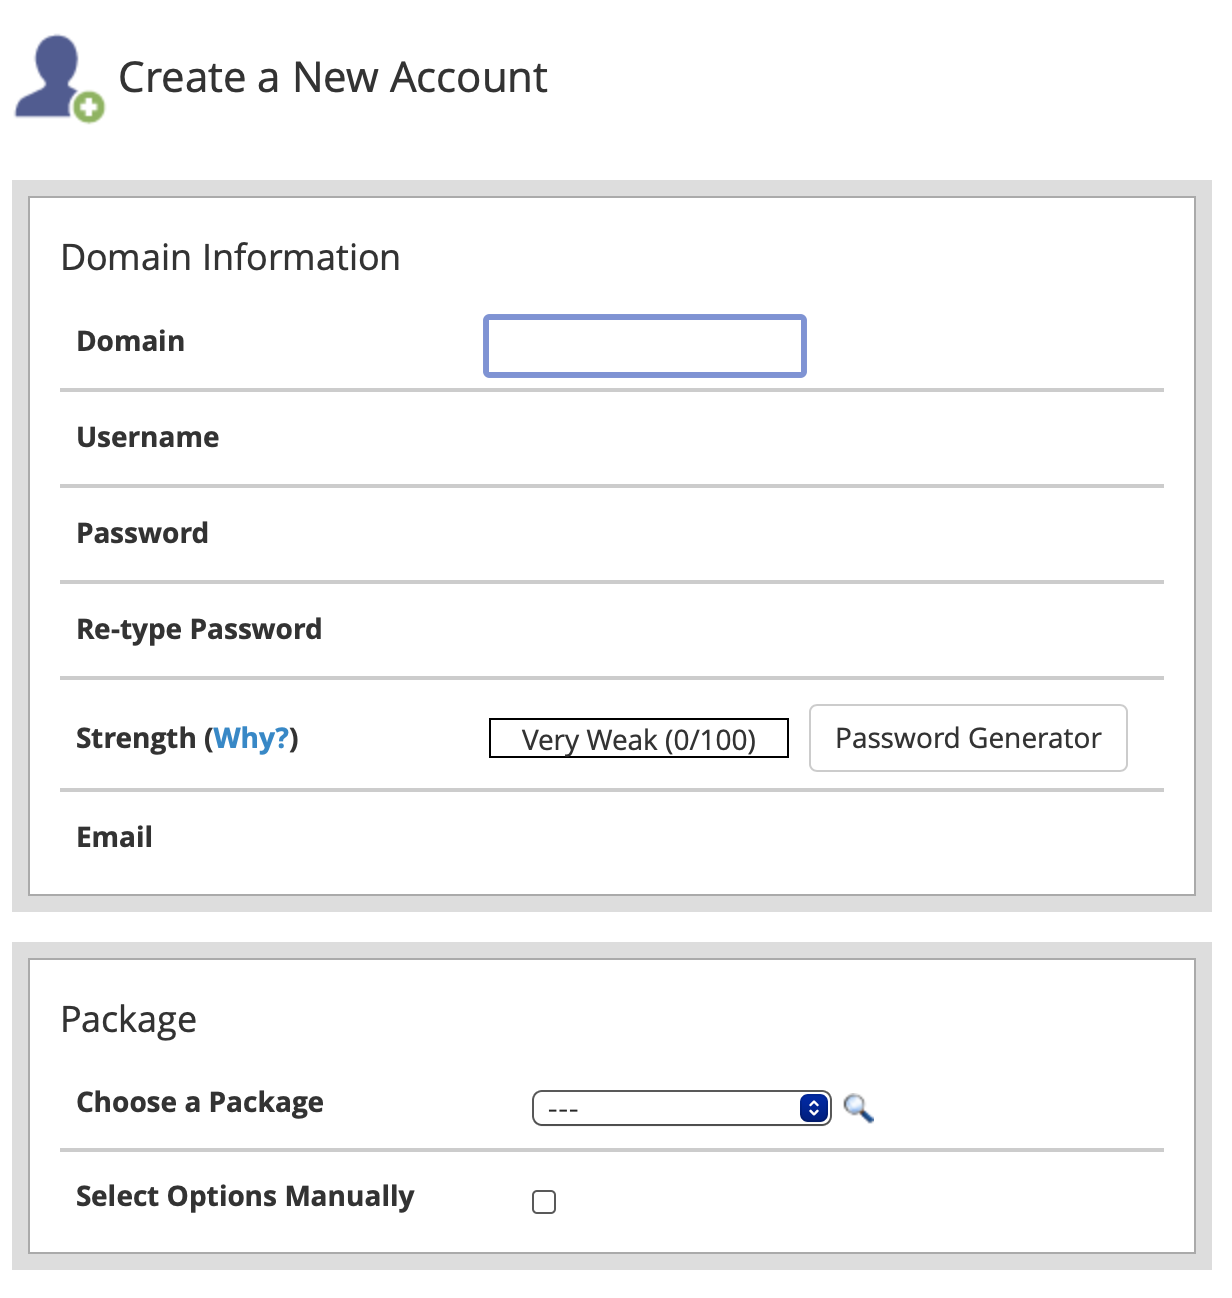 Create a New Account
Domain Information
Domain
Username
Password
Re-type Password
Strength (Why?) Very Weak (0/100) Password Generator
Email
Package
Choose a Package ---
Select Options Manually